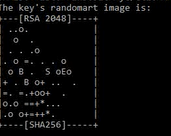 The key's randomart image is:
+---[RSA 2048]----+
| ..o.
|  o  .
| . . .o
| .o =. . . o
| o B .  S oEo
| + . B o+ ..  .
|=. =.+oo+  .
|o.o ==+*...
|.o o+=++*.
+----[SHA256]-----+